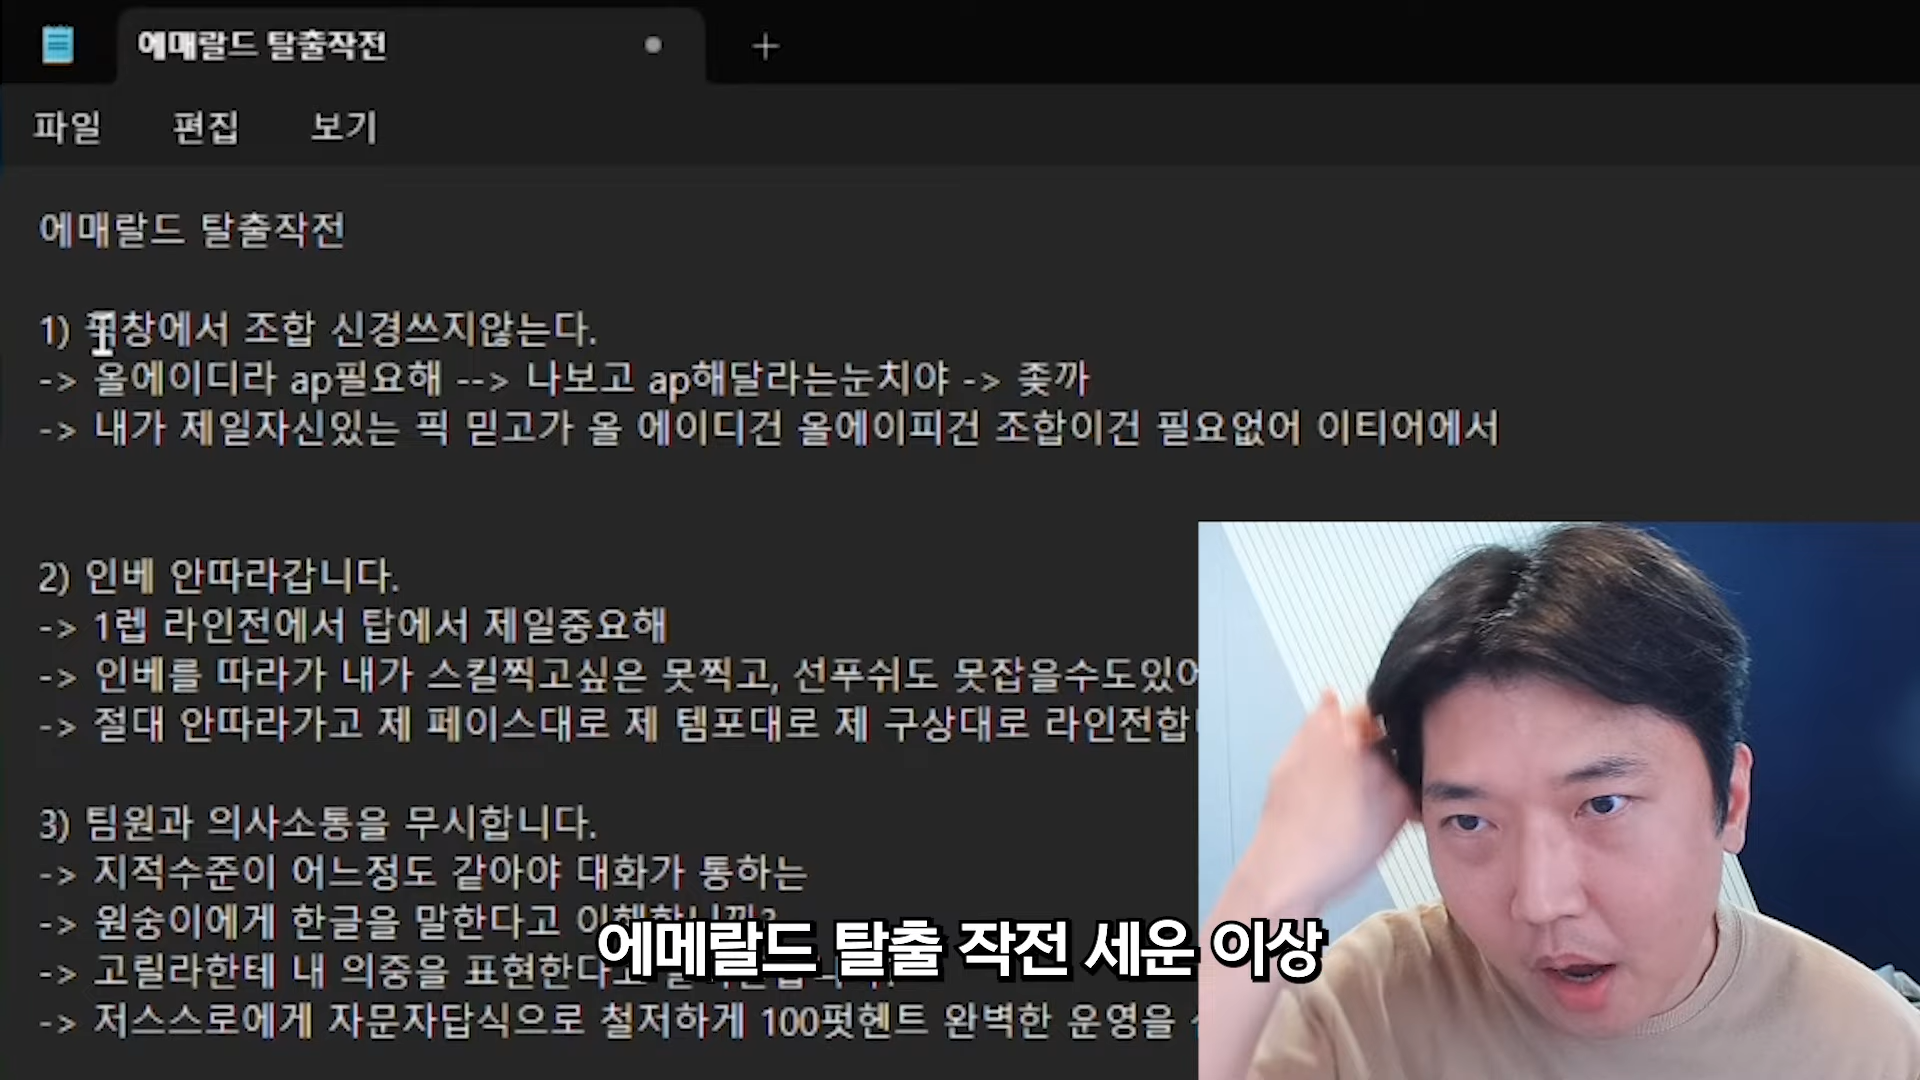 에매랄드 탈출작전
파일 편집 보기
에매랄드 탈출작전
1) 픽창에서 조합 신경쓰지않는다.
-> 올에이디라 ap필요해 --> 나보고 ap해달라는눈치야 -> 좆까
-> 내가 제일자신있는 픽 믿고가 올 에이디건 올에이피건 조합이건 필요없어 이티어에서
2) 인베 안따라갑니다.
-> 1렙 라인전에서 탑에서 제일중요해
-> 인베를 따라가 내가 스킬찍고싶은 못찍고, 선푸쉬도 못잡을수도있어
-> 절대 안따라가고 제 페이스대로 제 템포대로 제 구상대로 라인전합
3) 팀원과 의사소통을 무시합니다.
-> 지적수준이 어느정도 같아야 대화가 통하는
-> 원숭이에게 한글을 말한다고
-> 고릴라한테 내 의중을 표현한다고
-> 저스스로에게 자문자답식으로 철저하게 100펏헨트 완벽한 운영을
에메랄드 탈출 작전 세운 이상